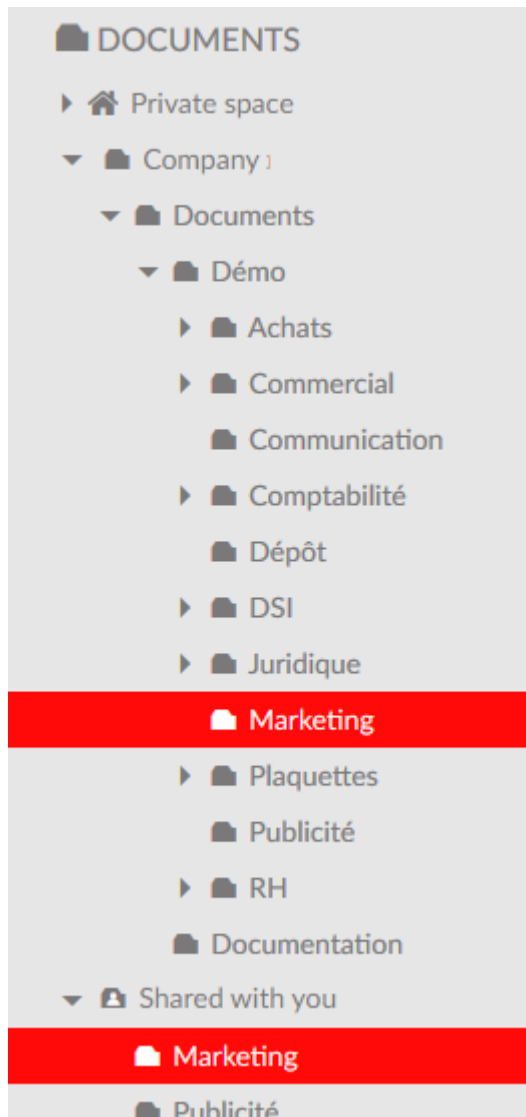 DOCUMENTS
Private space
Company
Documents
Démo
Achats
Commercial
Communication
Comptabilité
Dépôt
DSI
Juridique
Marketing
Plaquettes
Publicité
RH
Documentation
Shared with you
Marketing
Publicité